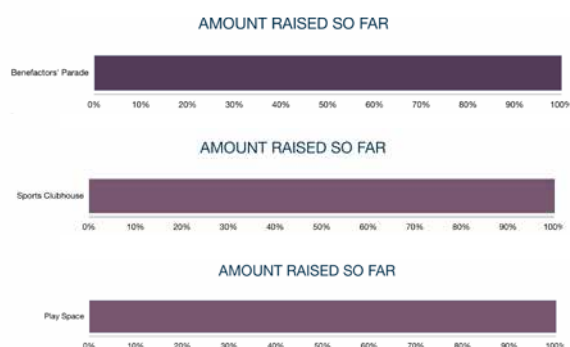 AMOUNT RAISED SO FAR
Benefactors' Parade
0% 10% 20% 30% 40% 50% 60% 70% 80% 90% 100%
AMOUNT RAISED SO FAR
Sports Clubhouse
0% 10% 20% 30% 40% 50% 60% 70% 80% 90% 100%
AMOUNT RAISED SO FAR
Play Space
0% 10% 20% 30% 40% 50% 60% 70% 80% 90% 100%